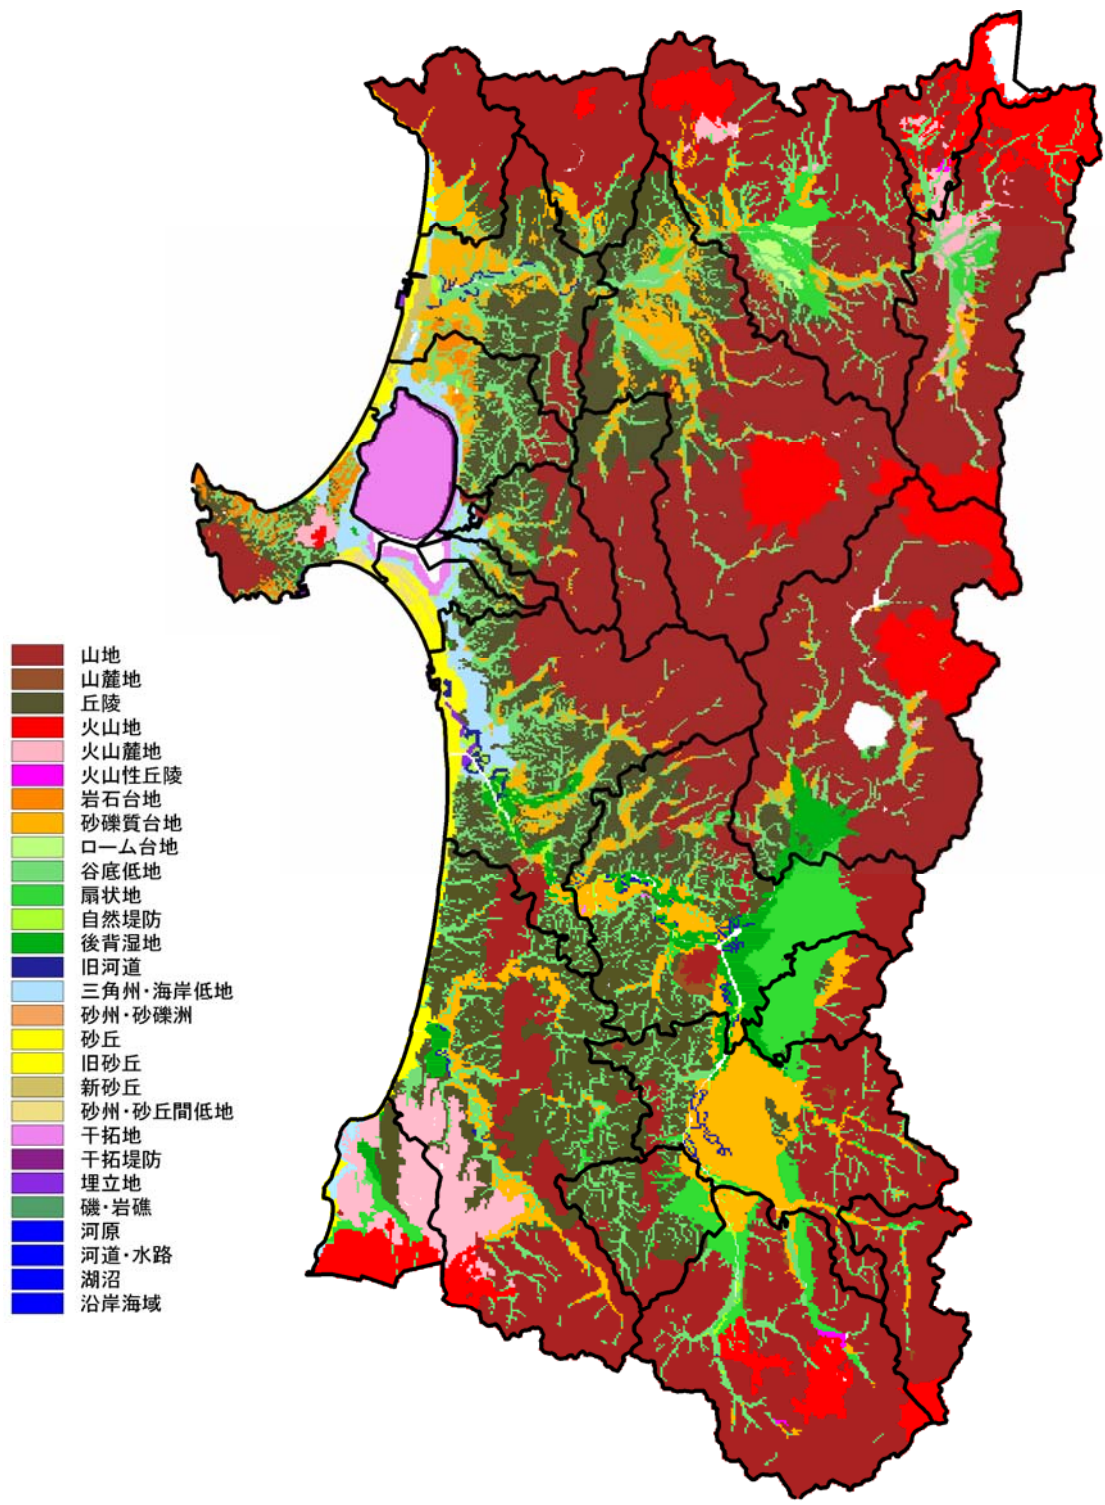 山地
山麓地
丘陵
火山地
火山麓地
火山性丘陵
岩石台地
砂礫質台地
ローム台地
谷底低地
扇状地
自然堤防
後背湿地
旧河道
三角州・海岸低地
砂州・砂礫洲
砂丘
旧砂丘
新砂丘
砂州・砂丘間低地
干拓地
干拓堤防
埋立地
磯・岩礁
河原
河道・水路
湖沼
沿岸海域